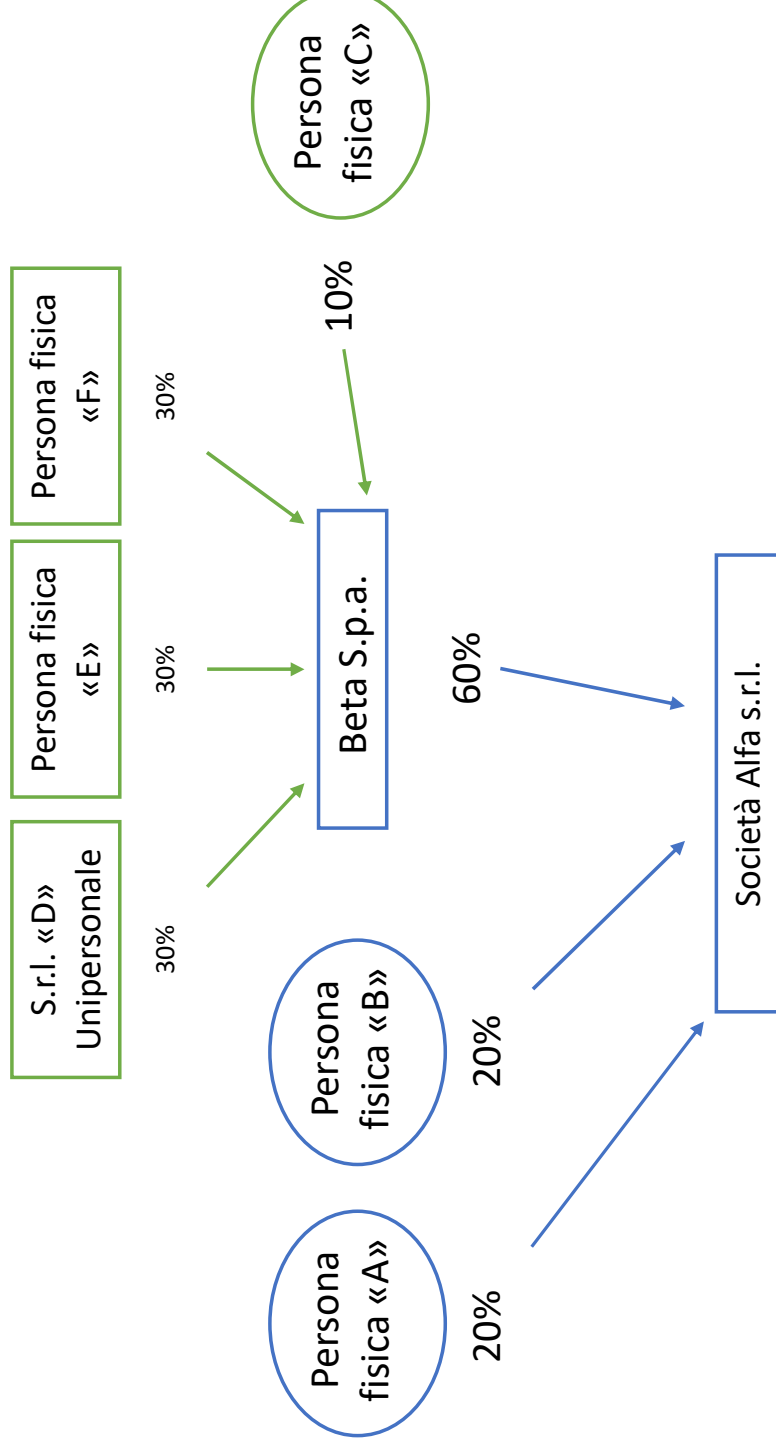 S.r.l. «D»
Unipersonale
Persona fisica
«E»
Persona fisica
«F»
30%
30%
30%
Persona
fisica «A»
Persona
fisica «B»
Beta S.p.a.
10%
Persona
fisica «C»
20%
20%
60%
Società Alfa s.r.l.